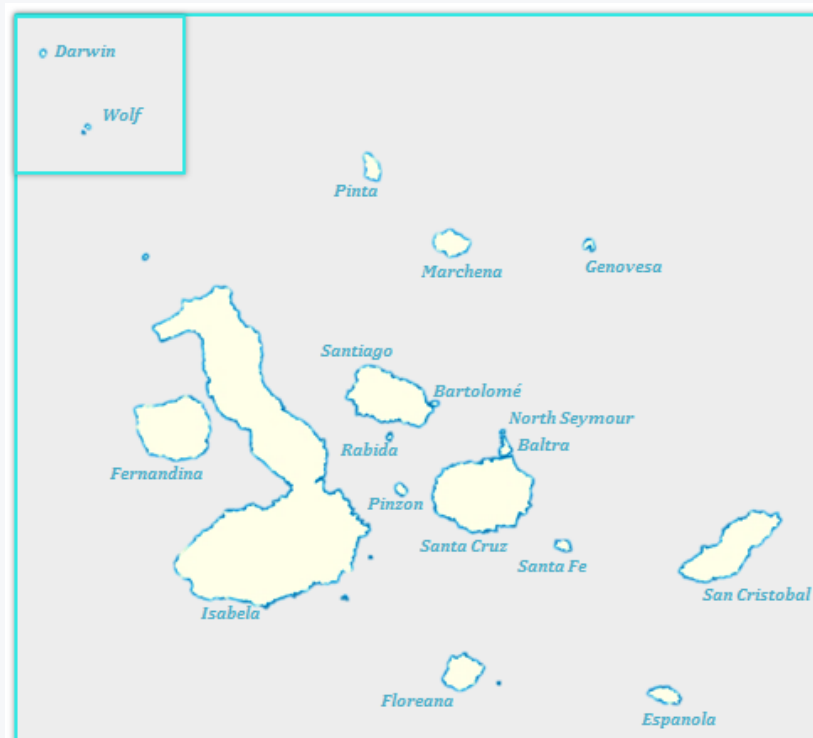 Darwin
Wolf
Pinta
Marchena
Genovesa
Santiago
Bartolomé
North Seymour
Baltra
Rabida
Fernandina
Pinzon
Santa Cruz
Santa Fe
San Cristobal
Isabela
Floreana
Espanola